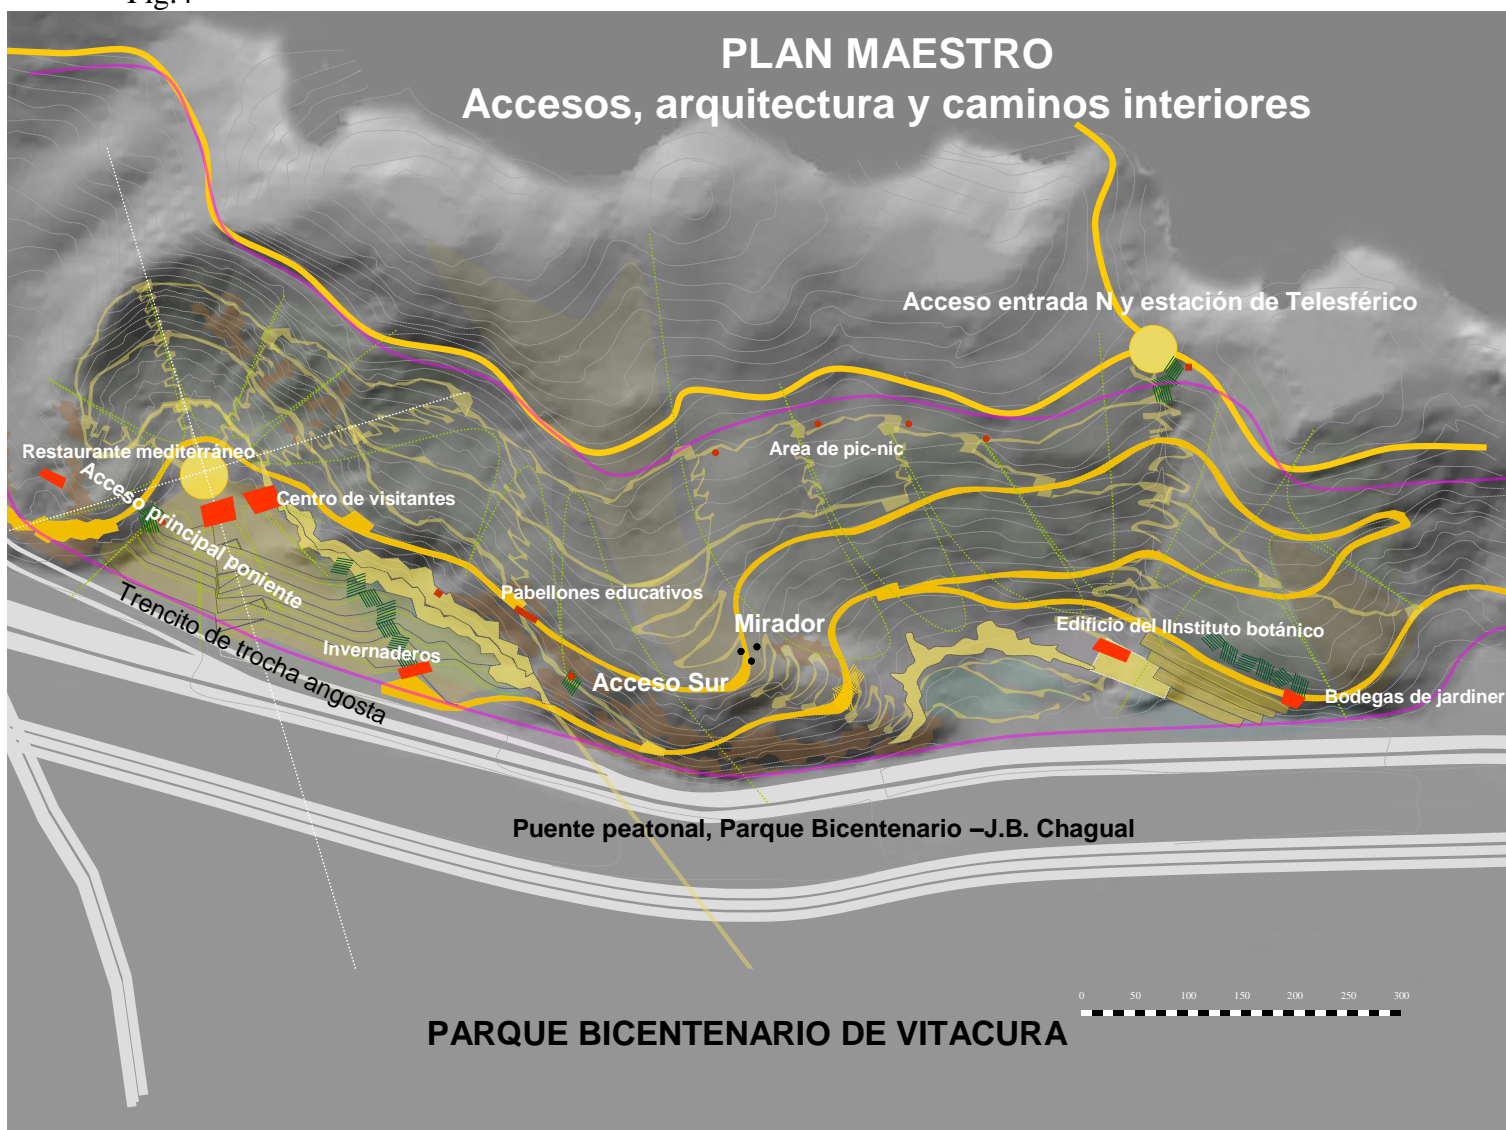 Fig.4
PLAN MAESTRO
Accesos, arquitectura y caminos interiores
Acceso entrada N y estación de Telesférico
Restaurante mediterráneo
Area de pic-nic
Acceso principal poniente
Centro de visitantes
Trencito de trocha angosta
Pabellones educativos
Mirador
Edificio del IInstituto botánico
Invernaderos
Acceso Sur
Bodegas de jardiner
Puente peatonal, Parque Bicentenario –J.B. Chagual
0 50 100 150 200 250 300
PARQUE BICENTENARIO DE VITACURA